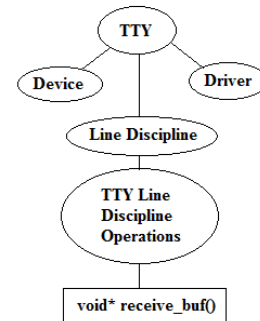 TTY
Device
Driver
Line Discipline
TTY Line
Discipline
Operations
void* receive_buf()